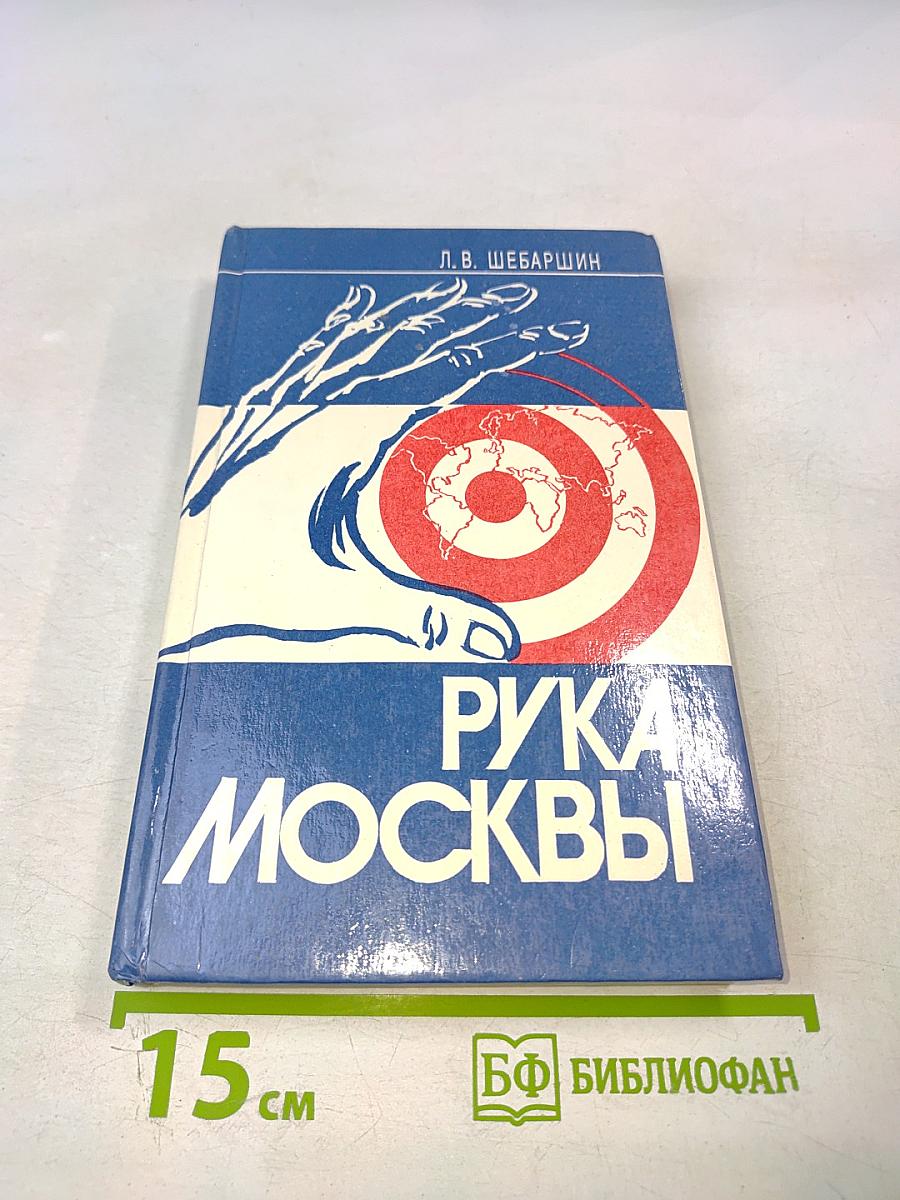 Л. В. ШЕБАРШИН
РУКА
МОСКВЫ
15 см
БФ БИБЛИОФАН